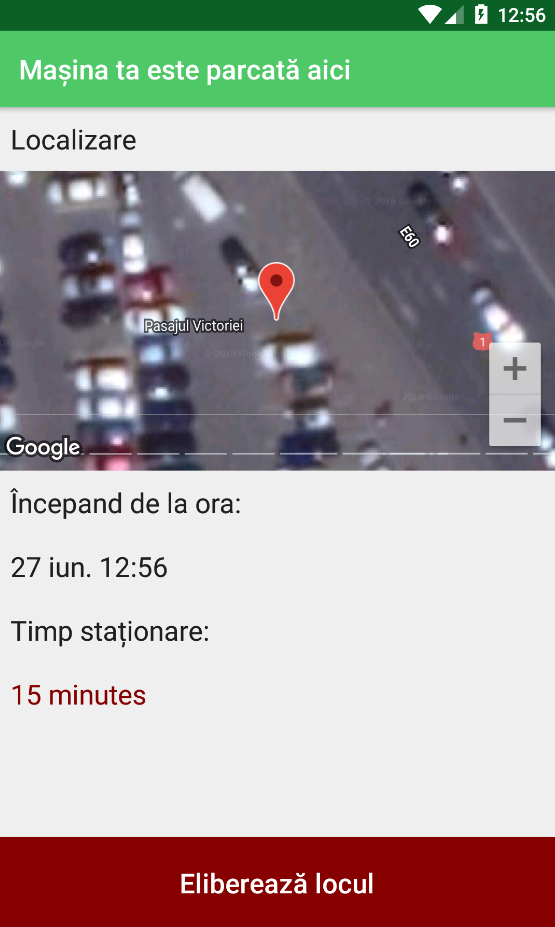 12:56
Mașina ta este parcată aici
Localizare
E60
Pasajul Victoriei
1
Google
Începand de la ora:
27 iun. 12:56
Timp staționare:
15 minutes
Eliberează locul